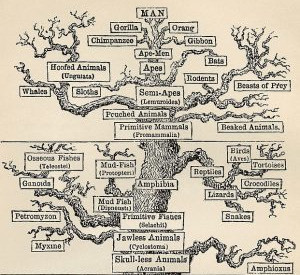 MAN
Gorilla
Orang
Chimpanzee
Gibbon
Ape-Men
Bats
Apes
Hoofed Animals
(Ungulata)
Rodents
Whales
Sloths
Semi-Apes
(Lemuroides)
Beasts of Prey
Pouched Animals
Primitive Mammals
(Promammalia)
Beaked Animals.
Osseous Fishes
(Teleostei)
Mud-Fish
(Protopteri)
Birds
(Aves)
Tortoises
Reptiles
Ganoids
Amphibia
Crocodiles
Lizards
Mud Fish
(Dipneusta)
Petromyzon
Primitive Fishes
(Selachii)
Snakes
Jawless Animals
(Cyclostoma)
Myxine
Skull-less Animals
(Acrania)
Amphioxus